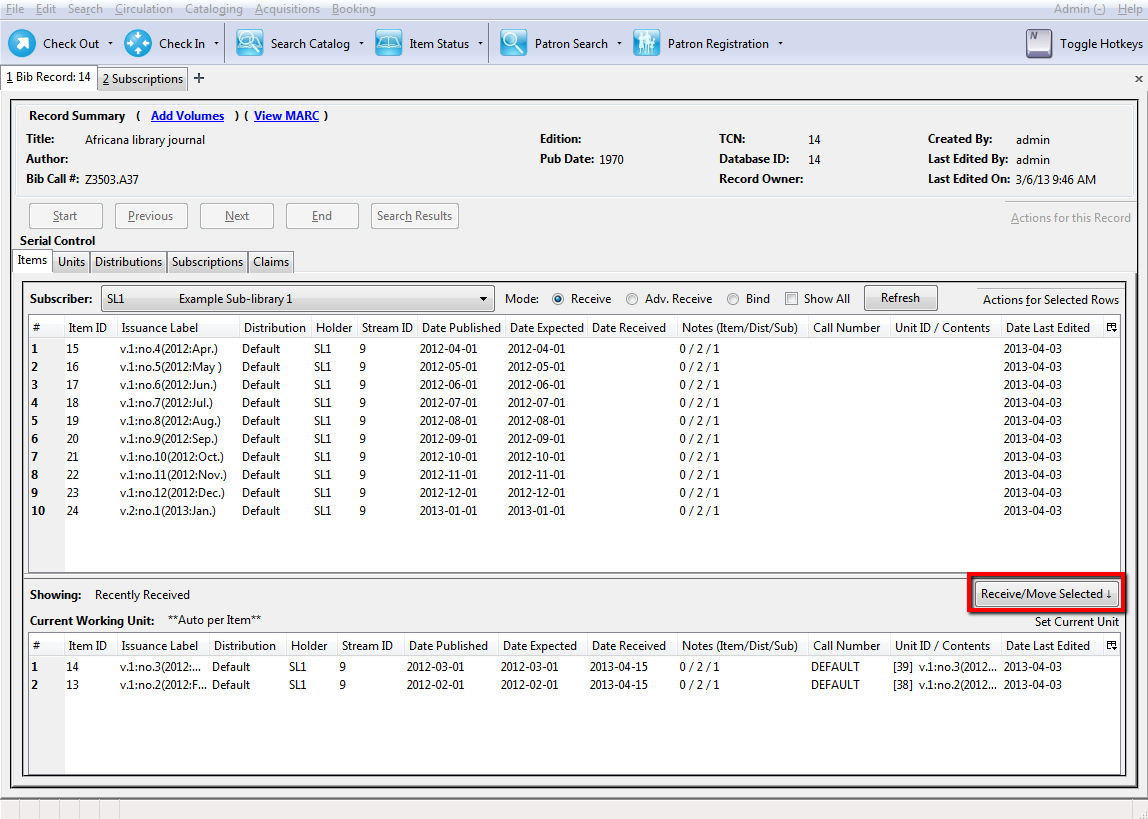 File Edit Search Circulation Cataloging Acquisitions Booking Admin (-) Help
Check Out Check In Search Catalog Item Status Patron Search Patron Registration N Toggle Hotkeys
1 Bib Record: 14 2 Subscriptions + ×
Record Summary ( Add Volumes ) ( View MARC )
Title: Africana library journal Edition: TCN: 14 Created By: admin
Author: Pub Date: 1970 Database ID: 14 Last Edited By: admin
Bib Call #: Z3503.A37 Record Owner: Last Edited On: 3/6/13 9:46 AM
Start Previous Next End Search Results Actions for this Record
Serial Control
Items Units Distributions Subscriptions Claims
Subscriber: SL1 Example Sub-library 1 Mode: Receive Adv. Receive Bind Show All Refresh Actions for Selected Rows
# Item ID Issuance Label Distribution Holder Stream ID Date Published Date Expected Date Received Notes (Item/Dist/Sub) Call Number Unit ID / Contents Date Last Edited
1 15 v.1:no.4(2012:Apr.) Default SL1 9 2012-04-01 2012-04-01 0 / 2 / 1 2013-04-03
2 16 v.1:no.5(2012:May ) Default SL1 9 2012-05-01 2012-05-01 0 / 2 / 1 2013-04-03
3 17 v.1:no.6(2012:Jun.) Default SL1 9 2012-06-01 2012-06-01 0 / 2 / 1 2013-04-03
4 18 v.1:no.7(2012:Jul.) Default SL1 9 2012-07-01 2012-07-01 0 / 2 / 1 2013-04-03
5 19 v.1:no.8(2012:Aug.) Default SL1 9 2012-08-01 2012-08-01 0 / 2 / 1 2013-04-03
6 20 v.1:no.9(2012:Sep.) Default SL1 9 2012-09-01 2012-09-01 0 / 2 / 1 2013-04-03
7 21 v.1:no.10(2012:Oct.) Default SL1 9 2012-10-01 2012-10-01 0 / 2 / 1 2013-04-03
8 22 v.1:no.11(2012:Nov.) Default SL1 9 2012-11-01 2012-11-01 0 / 2 / 1 2013-04-03
9 23 v.1:no.12(2012:Dec.) Default SL1 9 2012-12-01 2012-12-01 0 / 2 / 1 2013-04-03
10 24 v.2:no.1(2013:Jan.) Default SL1 9 2013-01-01 2013-01-01 0 / 2 / 1 2013-04-03
Showing: Recently Received Receive/Move Selected ↓
Current Working Unit: **Auto per Item** Set Current Unit
# Item ID Issuance Label Distribution Holder Stream ID Date Published Date Expected Date Received Notes (Item/Dist/Sub) Call Number Unit ID / Contents Date Last Edited
1 14 v.1:no.3(2012:... Default SL1 9 2012-03-01 2012-03-01 2013-04-15 0 / 2 / 1 DEFAULT [39] v.1:no.3(2012... 2013-04-03
2 13 v.1:no.2(2012:F... Default SL1 9 2012-02-01 2012-02-01 2013-04-15 0 / 2 / 1 DEFAULT [38] v.1:no.2(2012... 2013-04-03